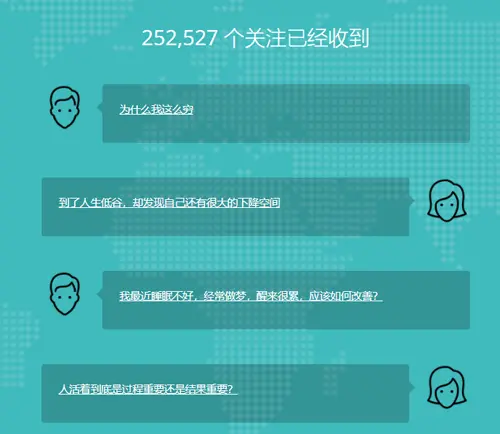 252,527 个关注已经收到
为什么我这么穷
到了人生低谷，却发现自己还有很大的下降空间
我最近睡眠不好，经常做梦，醒来很累，应该如何改善？
人活着到底是过程重要还是结果重要？